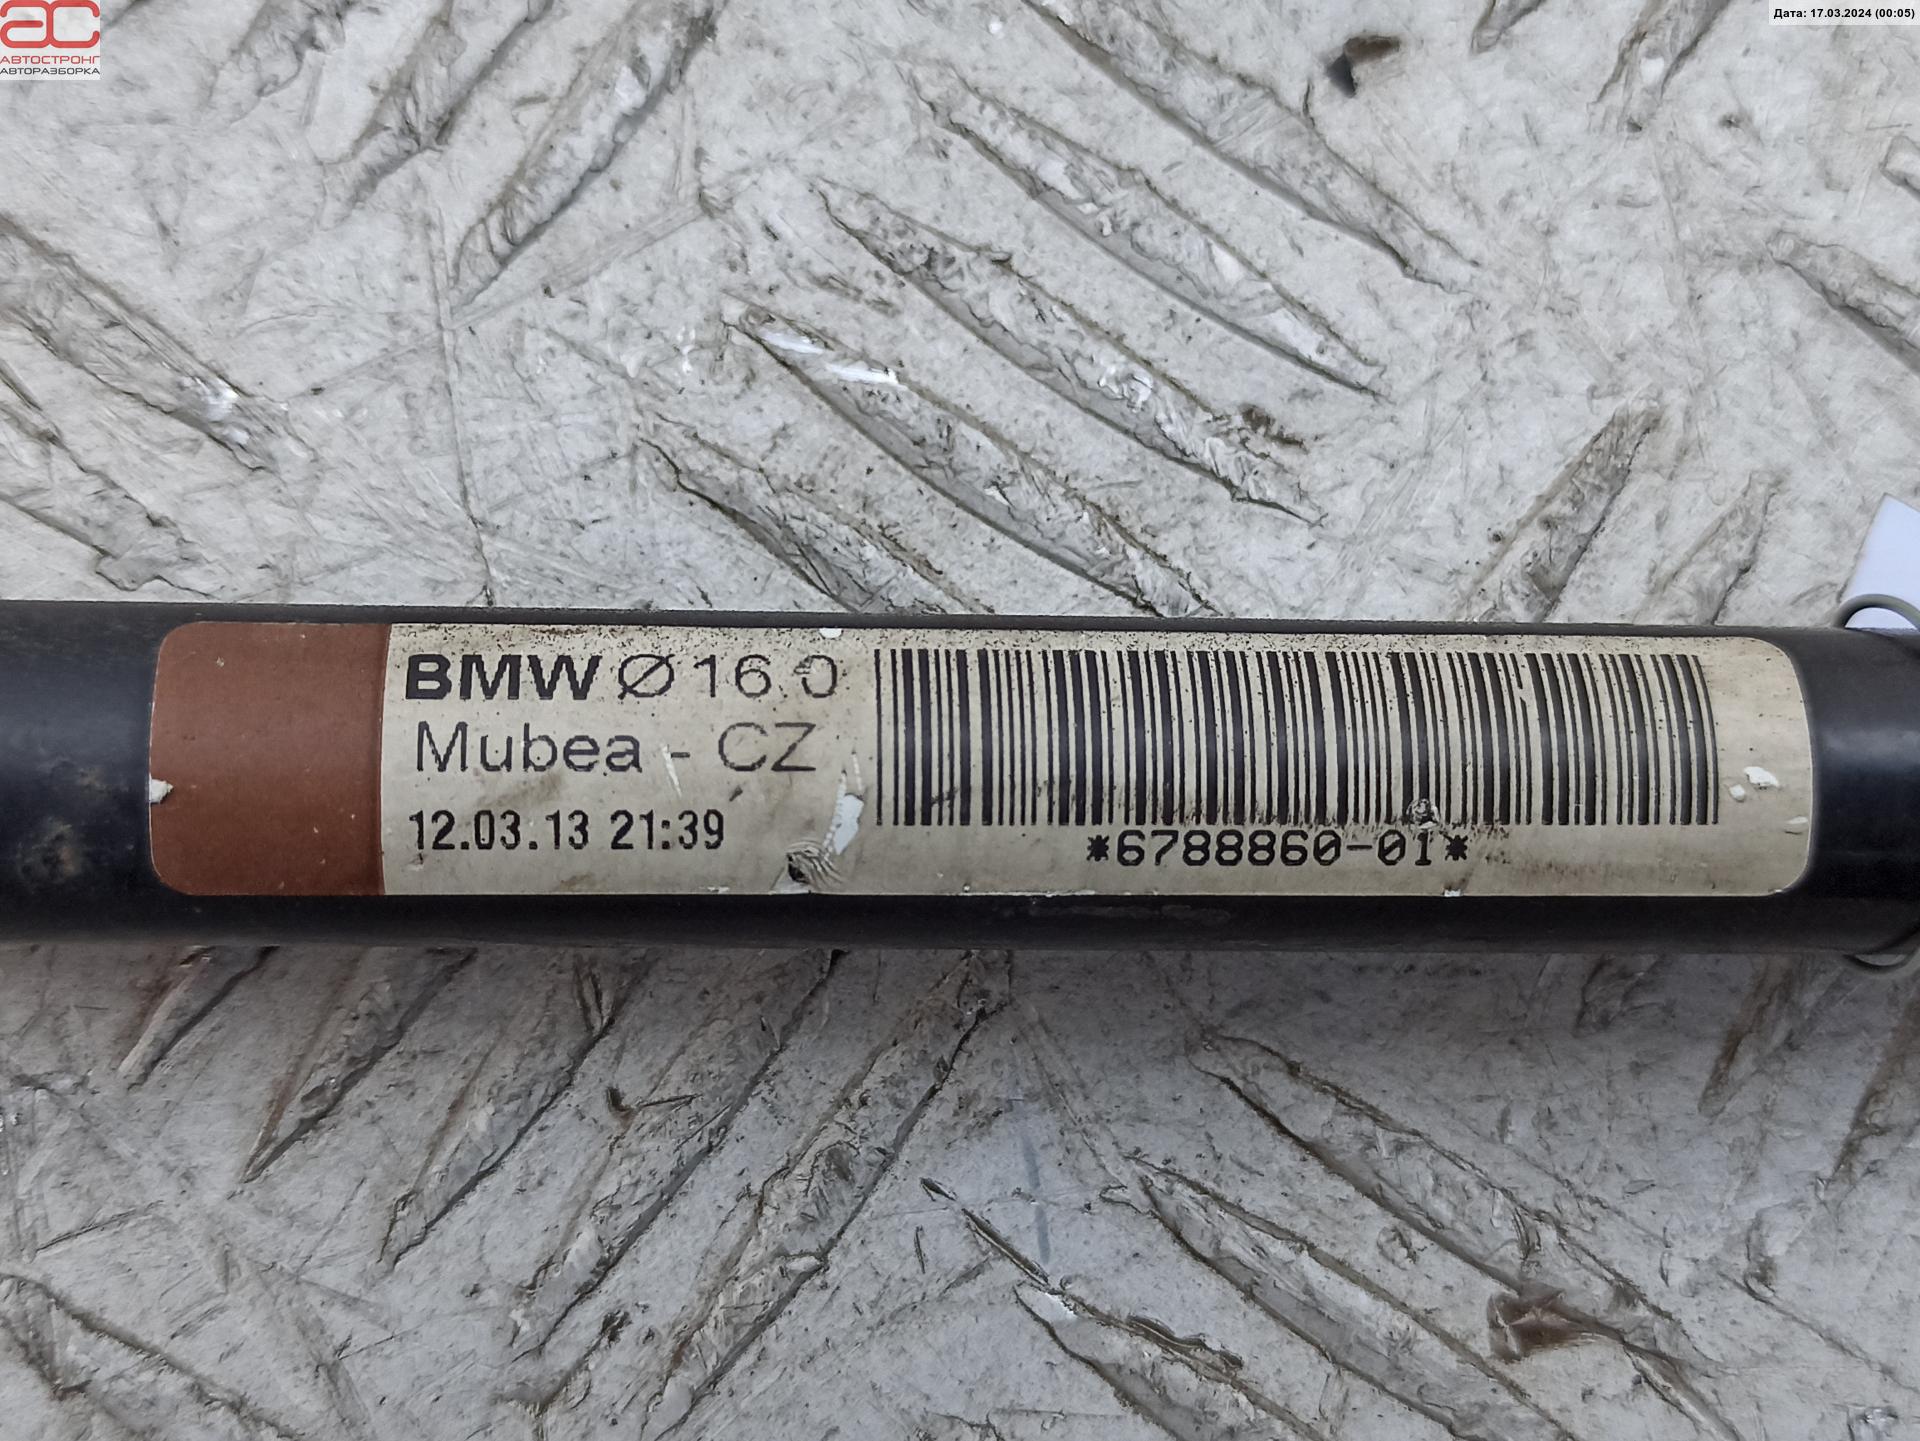 АВТОСТРОНГ
АВТОРАЗБОРКА
Дата: 17.03.2024 (00:05)
BMW Ø 16.0
Mubea - CZ
12.03.13 21:39
*6788860-01*